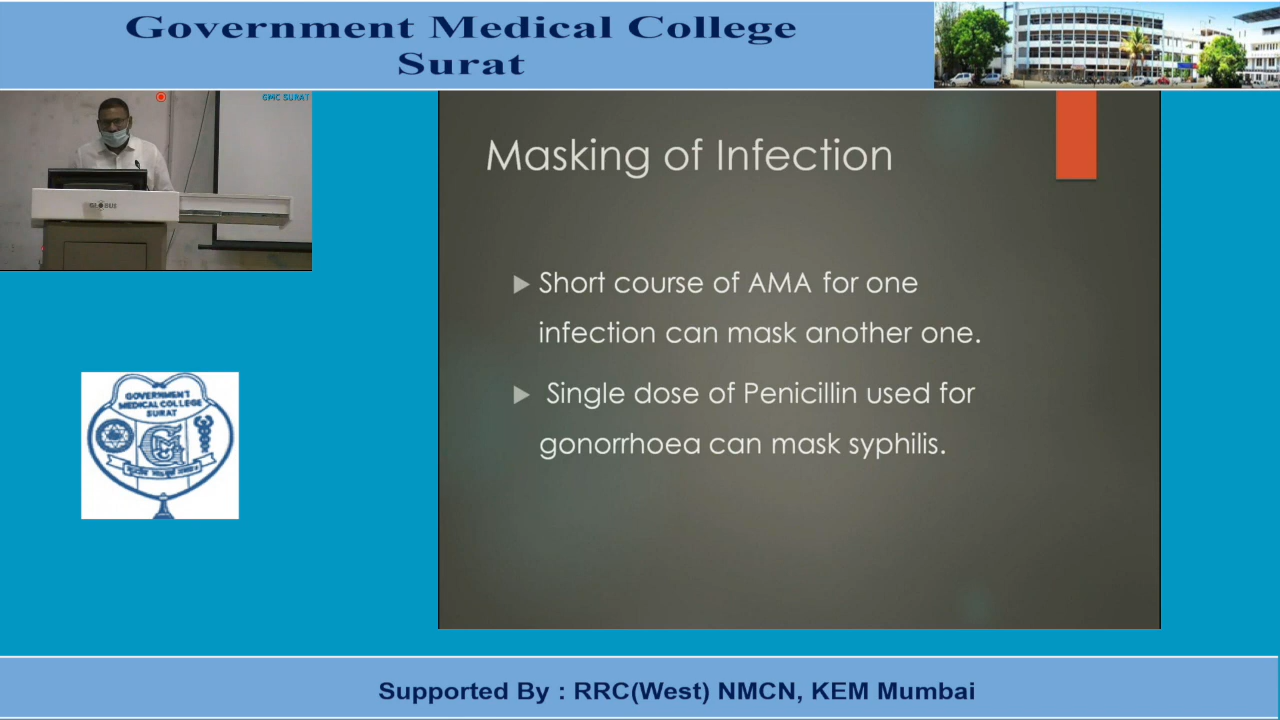 Government Medical College
Surat
GMC SURAT
GLOBUS
Masking of Infection
Short course of AMA for one
infection can mask another one.
Single dose of Penicillin used for
gonorrhoea can mask syphilis.
GOVERNMENT
MEDICAL COLLEGE
SURAT
Supported By : RRC(West) NMCN, KEM Mumbai